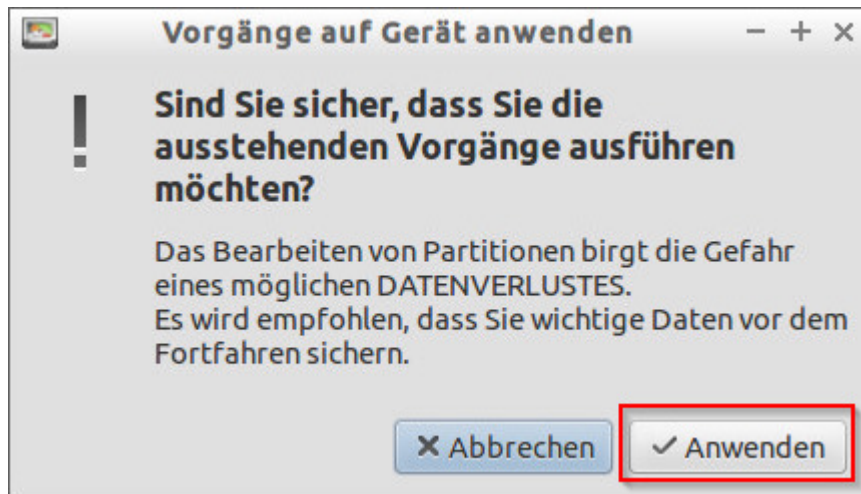 Vorgänge auf Gerät anwenden
Sind Sie sicher, dass Sie die
ausstehenden Vorgänge ausführen
möchten?
Das Bearbeiten von Partitionen birgt die Gefahr
eines möglichen DATENVERLUSTES.
Es wird empfohlen, dass Sie wichtige Daten vor dem
Fortfahren sichern.
Abbrechen Anwenden